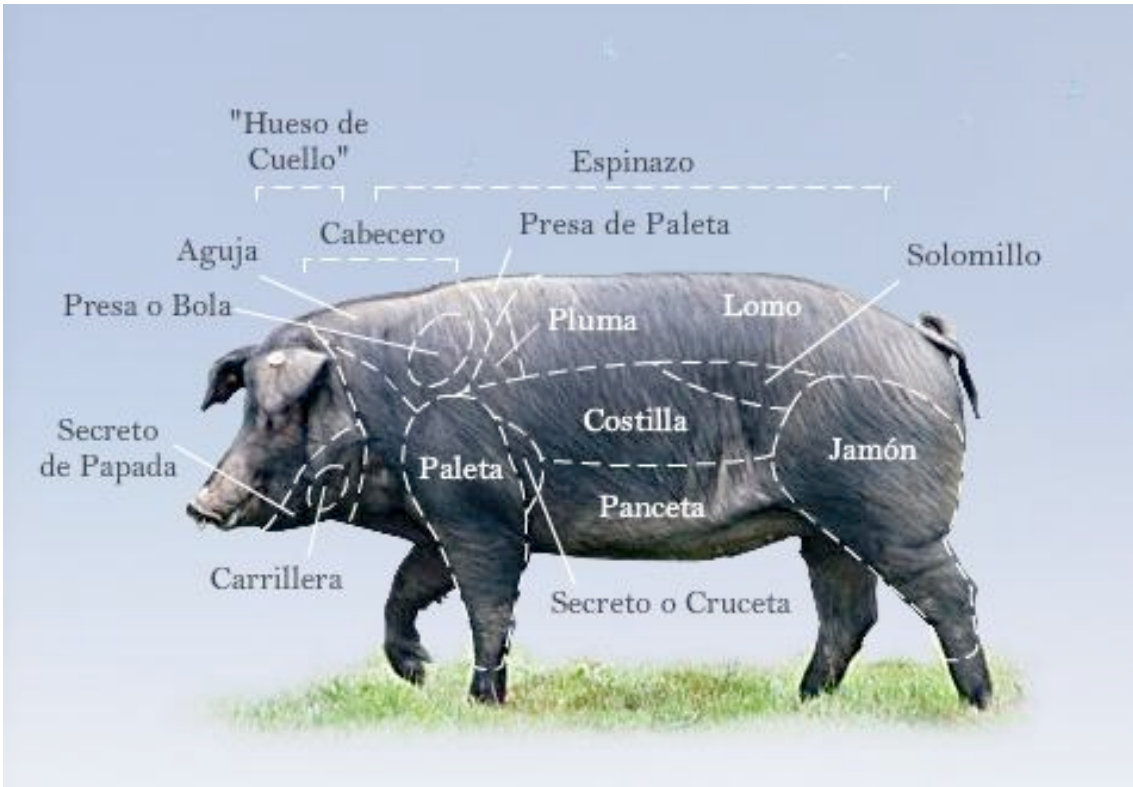 "Hueso de
Cuello"
Espinazo
Cabecero
Presa de Paleta
Aguja
Solomillo
Presa o Bola
Lomo
Pluma
Costilla
Secreto
de Papada
Paleta
Jamón
Panceta
Carrillera
Secreto o Cruceta